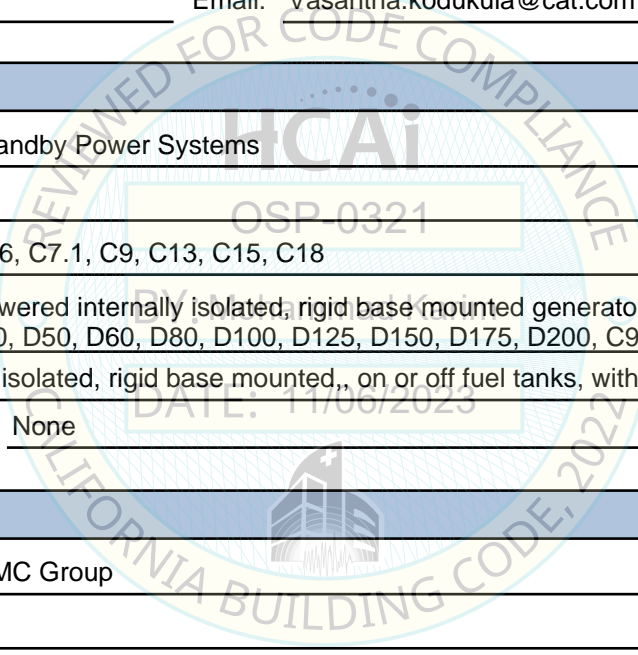 Email: Vasantha.kodukula@cat.com
REVIEWED FOR CODE COMPLIANCE
HCAi
andby Power Systems
OSP-0321
6, C7.1, C9, C13, C15, C18
wered internally isolated, rigid base mounted generato
BY: Mohammad Karim
0, D50, D60, D80, D100, D125, D150, D175, D200, C9
isolated, rigid base mounted,, on or off fuel tanks, with
DATE: 11/06/2023
None
MC Group
CALIFORNIA BUILDING CODE, 2022